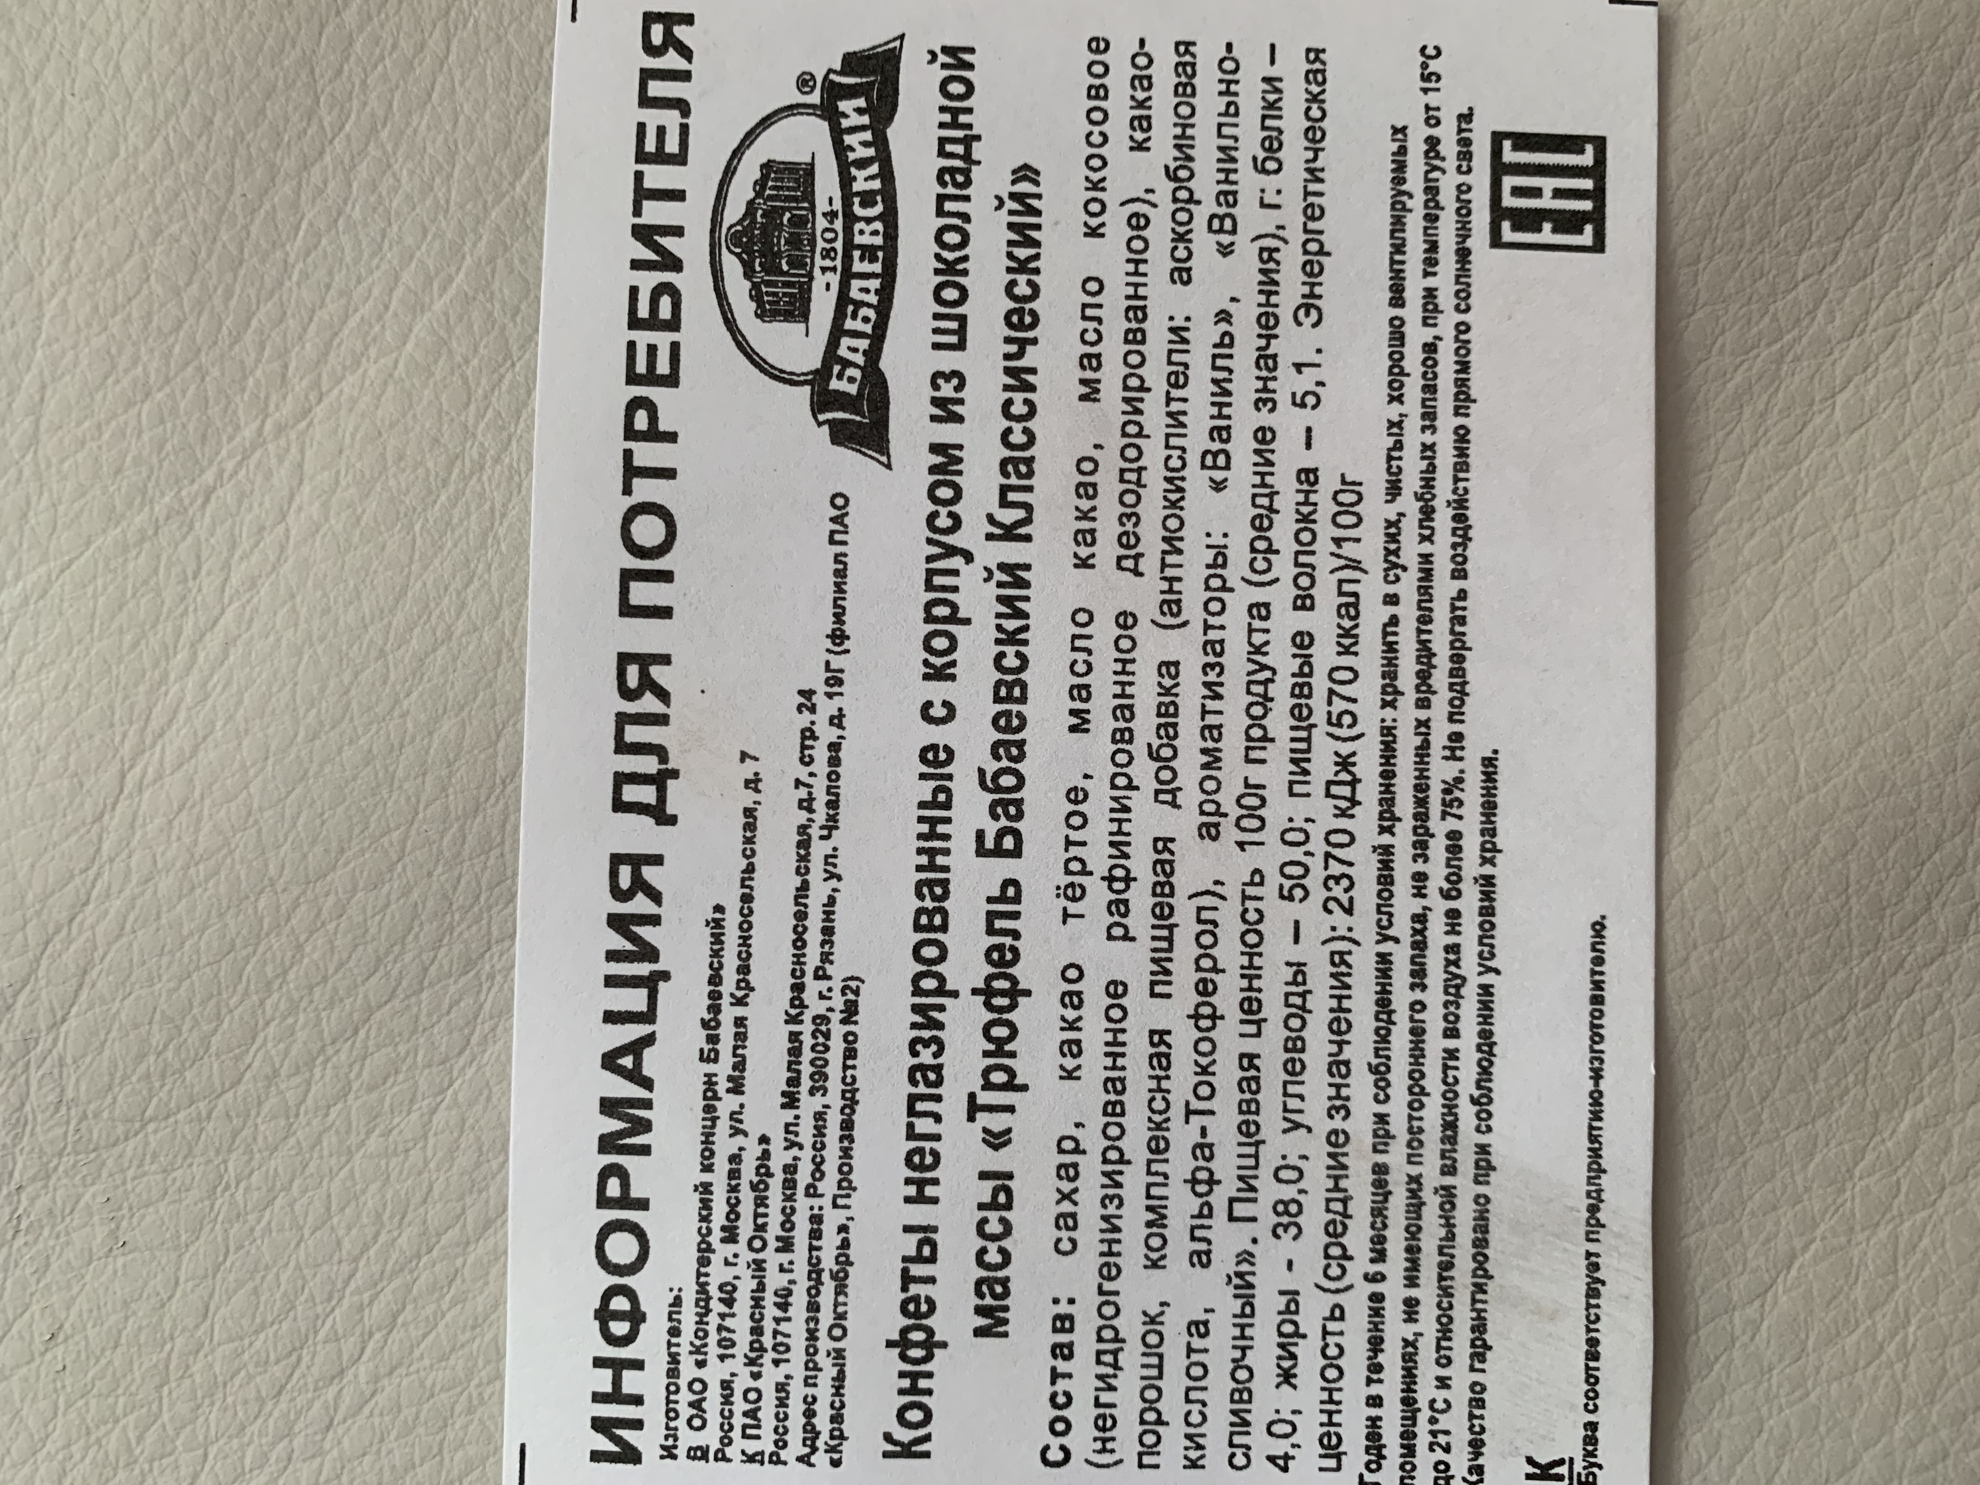 ИНФОРМАЦИЯ ДЛЯ ПОТРЕБИТЕЛЯ
Изготовитель:
В ОАО «Кондитерский концерн Бабаевский»
Россия, 107140, г. Москва, ул. Малая Красносельская, д. 7
К ПАО «Красный Октябрь»
Россия, 107140, г. Москва, ул. Малая Красносельская, д.7, стр. 24
Адрес производства: Россия, 390029, г. Рязань, ул. Чкалова, д. 19Г (филиал ПАО
«Красный Октябрь», Производство №2)
-1804-
БАБАЕВСКИЙ®
Конфеты неглазированные с корпусом из шоколадной
массы «Трюфель Бабаевский Классический»
Состав: сахар, какао тёртое, масло какао, масло кокосовое
(негидрогенизированное рафинированное дезодорированное), какао-
порошок, комплексная пищевая добавка (антиокислители: аскорбиновая
кислота, альфа-Токоферол), ароматизаторы: «Ваниль», «Ванильно-
сливочный». Пищевая ценность 100г продукта (средние значения), г: белки –
4,0; жиры - 38,0; углеводы – 50,0; пищевые волокна – 5,1. Энергетическая
ценность (средние значения): 2370 кДж (570 ккал)/100г
Годен в течение 6 месяцев при соблюдении условий хранения: хранить в сухих, чистых, хорошо вентилируемых
помещениях, не имеющих постороннего запаха, не зараженных вредителями хлебных запасов, при температуре от 15°С
до 21°С и относительной влажности воздуха не более 75%. Не подвергать воздействию прямого солнечного света.
Качество гарантировано при соблюдении условий хранения.
EAC
К
Буква соответствует предприятию-изготовителю.